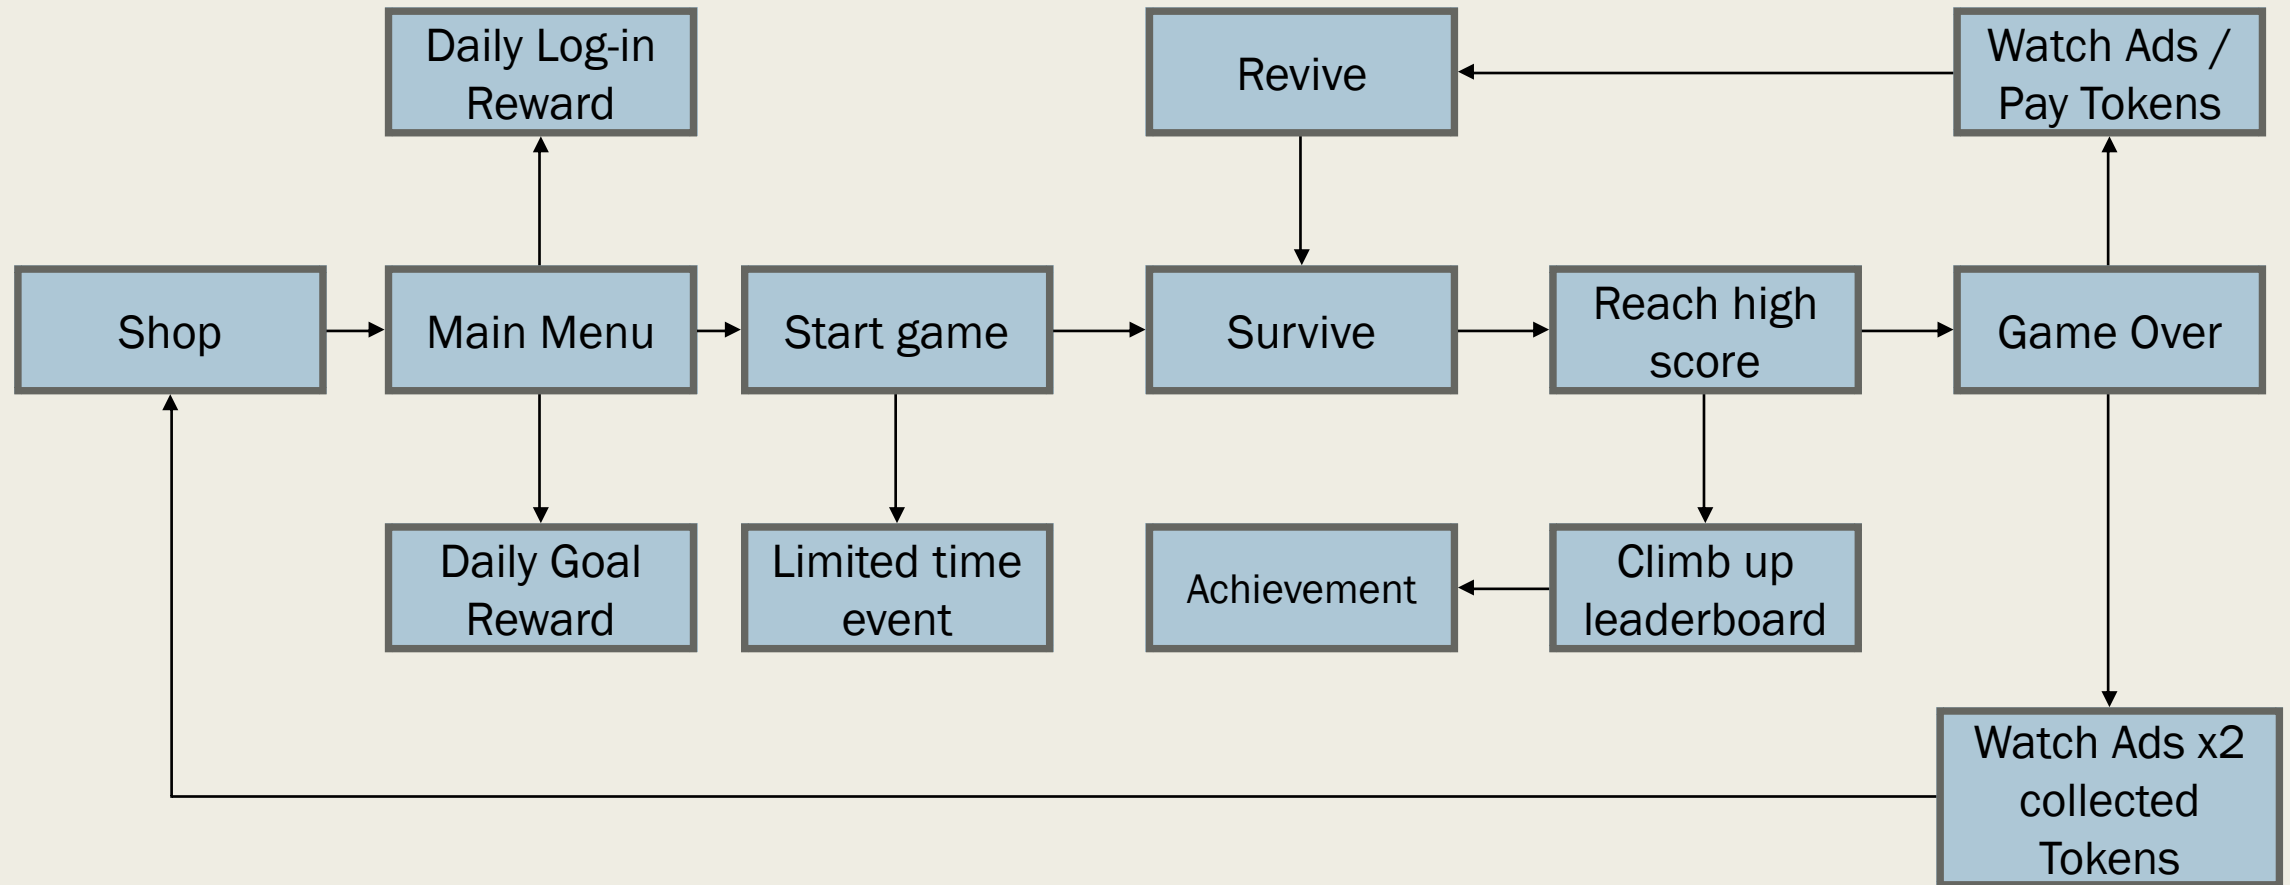 Daily Log-in
Reward
Revive
Watch Ads /
Pay Tokens
Shop
Main Menu
Start game
Survive
Reach high
score
Game Over
Daily Goal
Reward
Limited time
event
Achievement
Climb up
leaderboard
Watch Ads x2
collected
Tokens